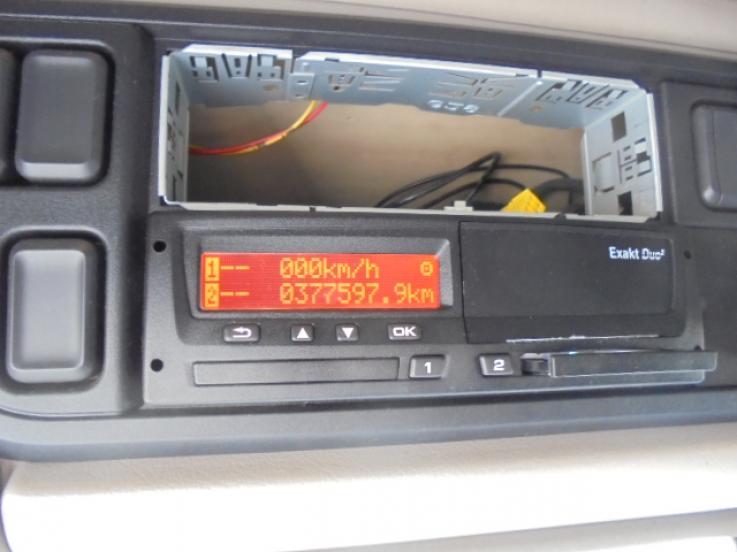 Exakt Duo²
1-- 000km/h
2-- 0377597.9km
OK
1 2